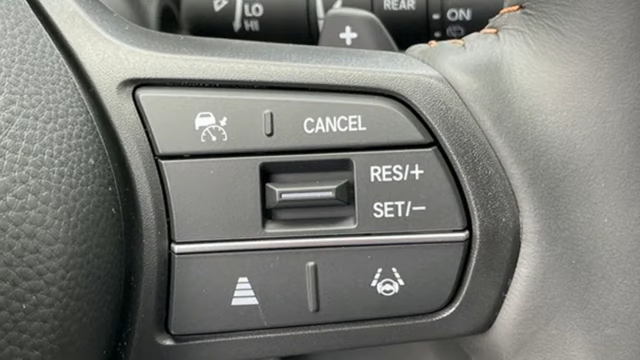 LO
HI
REAR
+
ON
CANCEL
RES/+
SET/−